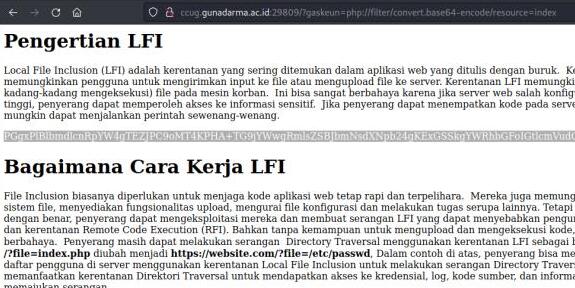 ccug.gunadarma.ac.id:29809/?gaskeun=php://filter/convert.base64-encode/resource=index
Pengertian LFI
Local File Inclusion (LFI) adalah kerentanan yang sering ditemukan dalam aplikasi web yang ditulis dengan buruk. Ke
memungkinkan pengguna untuk mengirimkan input ke file atau mengupload file ke server. Kerentanan LFI memungki
kadang-kadang mengeksekusi) file pada mesin korban. Ini bisa sangat berbahaya karena jika server web salah konfigu
tinggi, penyerang dapat memperoleh akses ke informasi sensitif. Jika penyerang dapat menempatkan kode pada serve
mungkin dapat menjalankan perintah sewenang-wenang.
Bagaimana Cara Kerja LFI
File Inclusion biasanya diperlukan untuk menjaga kode aplikasi web tetap rapi dan terpelihara. Mereka juga memung
sistem file, menyediakan fungsionalitas upload, mengurai file konfigurasi dan melakukan tugas serupa lainnya. Tetapi
dengan benar, penyerang dapat mengeksploitasi mereka dan membuat serangan LFI yang dapat menyebabkan pengu
dan kerentanan Remote Code Execution (RFI). Bahkan tanpa kemampuan untuk mengupload dan mengeksekusi kode,
berbahaya. Penyerang masih dapat melakukan serangan Directory Traversal menggunakan kerentanan LFI sebagai b
/?file=index.php diubah menjadi https://website.com/?file=/etc/passwd, Dalam contoh di atas, penyerang bisa me
daftar pengguna di server menggunakan kerentanan Local File Inclusion untuk melakukan serangan Directory Travers
memanfaatkan kerentanan Direktori Traversal untuk mendapatkan akses ke kredensial, log, kode sumber, dan informa
memajukan serangan.